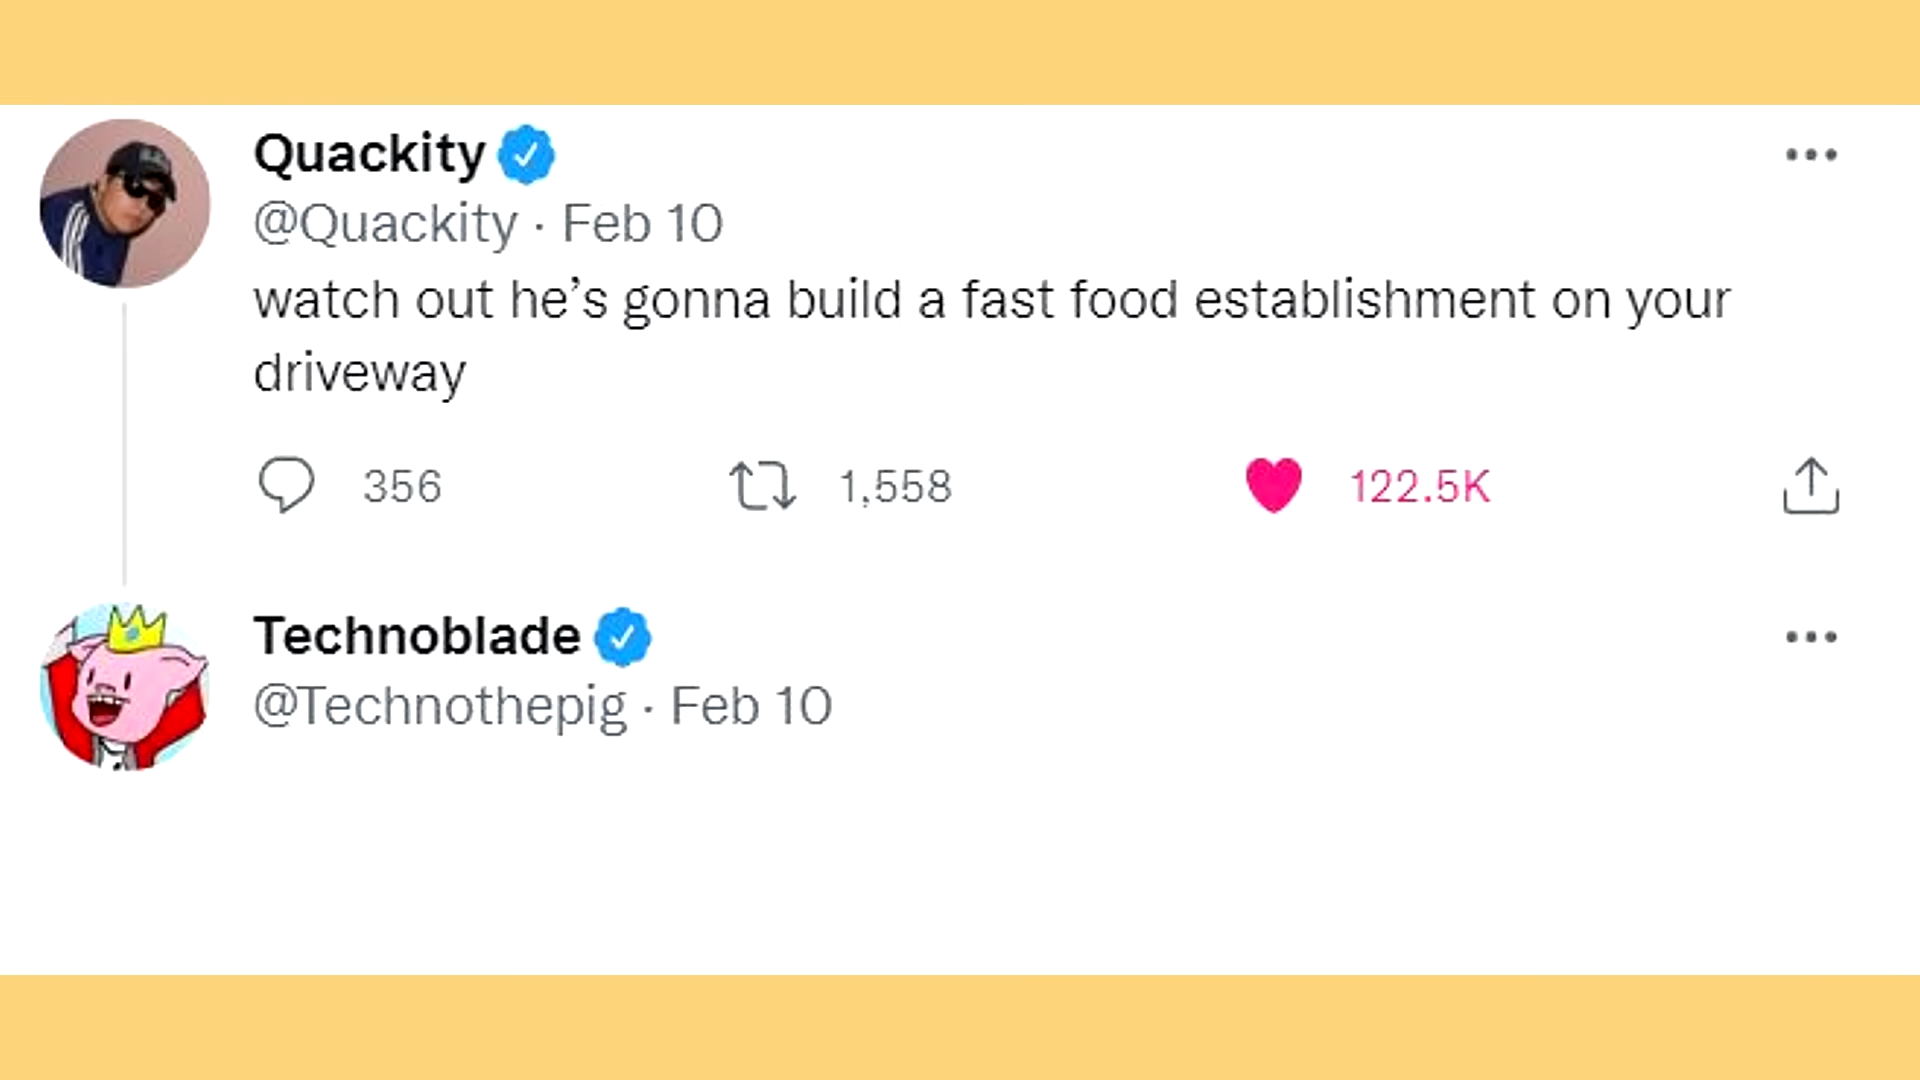 Quackity
@Quackity · Feb 10
watch out he’s gonna build a fast food establishment on your
driveway
356 1,558 122.5K
Technoblade
@Technothepig · Feb 10